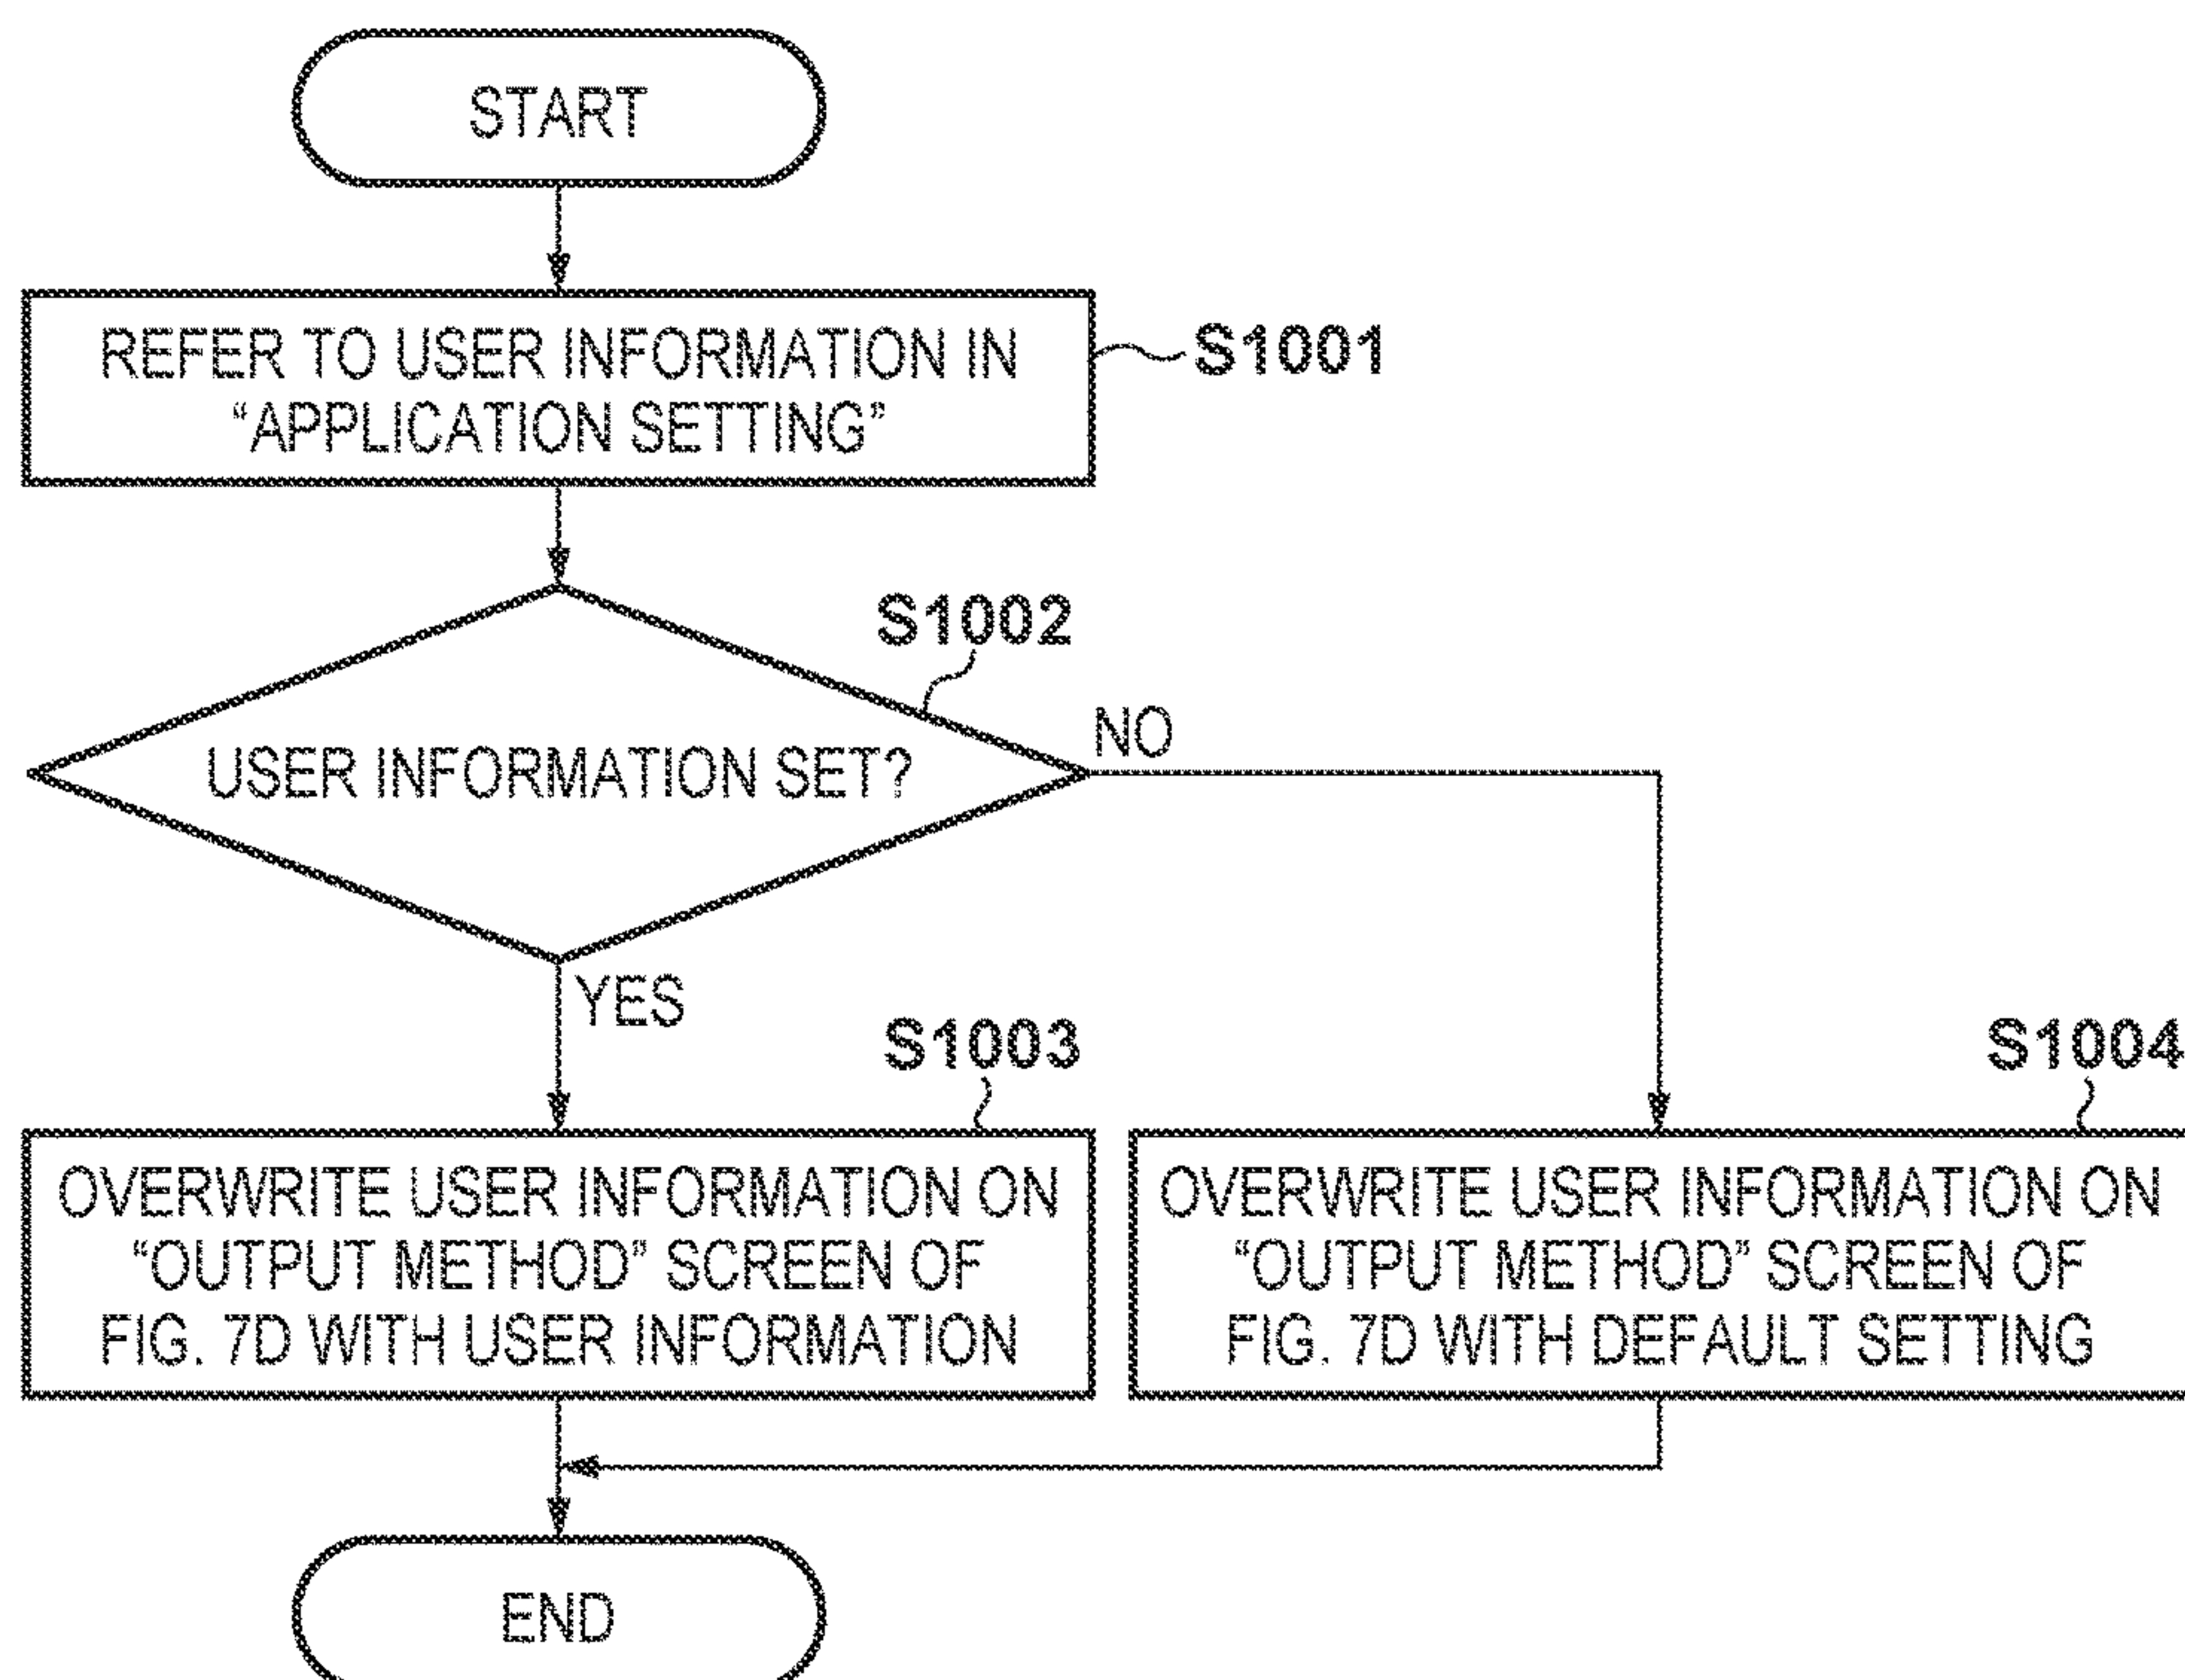 START
REFER TO USER INFORMATION IN
“APPLICATION SETTING”
S1001
S1002
USER INFORMATION SET?
NO
YES
S1003
OVERWRITE USER INFORMATION ON
“OUTPUT METHOD” SCREEN OF
FIG. 7D WITH USER INFORMATION
S1004
OVERWRITE USER INFORMATION ON
“OUTPUT METHOD” SCREEN OF
FIG. 7D WITH DEFAULT SETTING
END